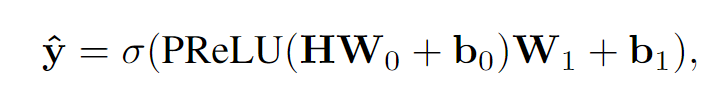 ŷ = σ(PReLU(HW₀ + b₀)W₁ + b₁),